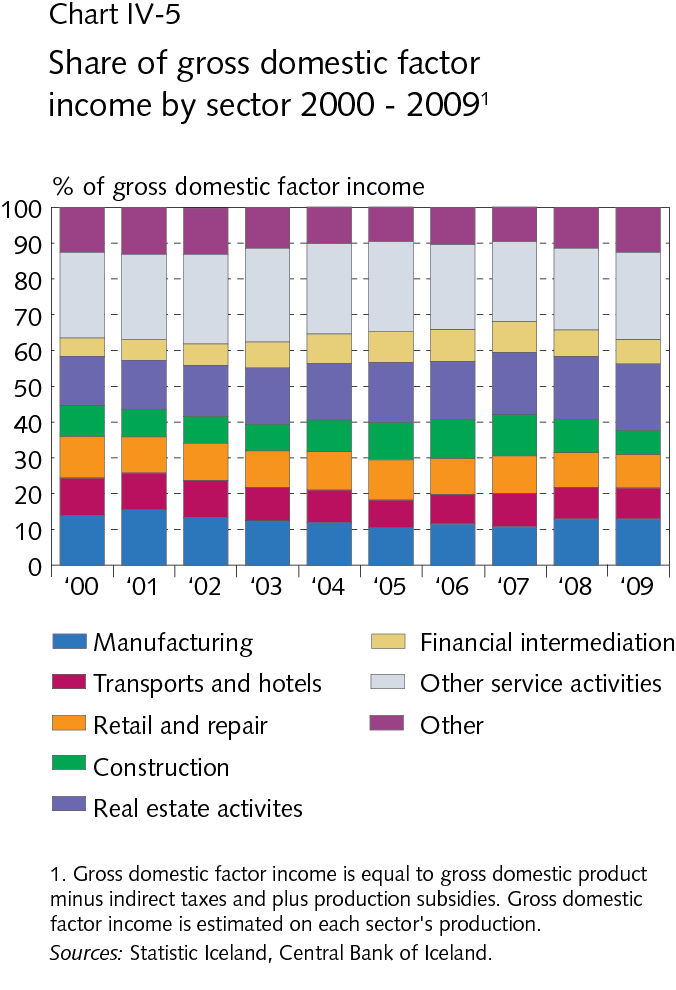 Chart IV-5
Share of gross domestic factor
income by sector 2000 - 2009¹
% of gross domestic factor income
100
90
80
70
60
50
40
30
20
10
0
‘00 ‘01 ‘02 ‘03 ‘04 ‘05 ‘06 ‘07 ‘08 ‘09
Manufacturing
Transports and hotels
Retail and repair
Construction
Real estate activites
Financial intermediation
Other service activities
Other
1. Gross domestic factor income is equal to gross domestic product
minus indirect taxes and plus production subsidies. Gross domestic
factor income is estimated on each sector's production.
Sources: Statistic Iceland, Central Bank of Iceland.